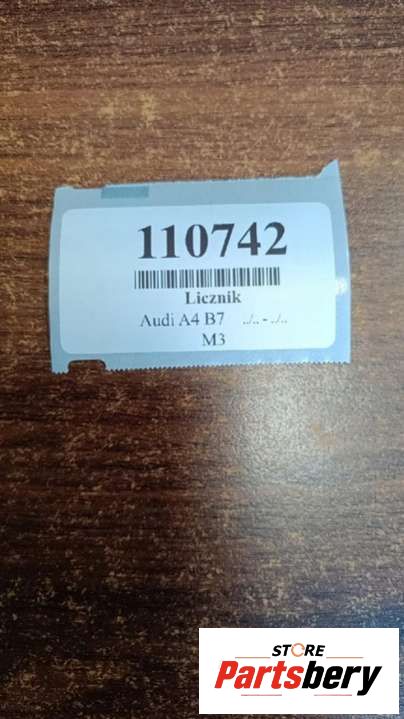 110742
Licznik
Audi A4 B7 ./.. - ./..
M3
STORE
Partsbery